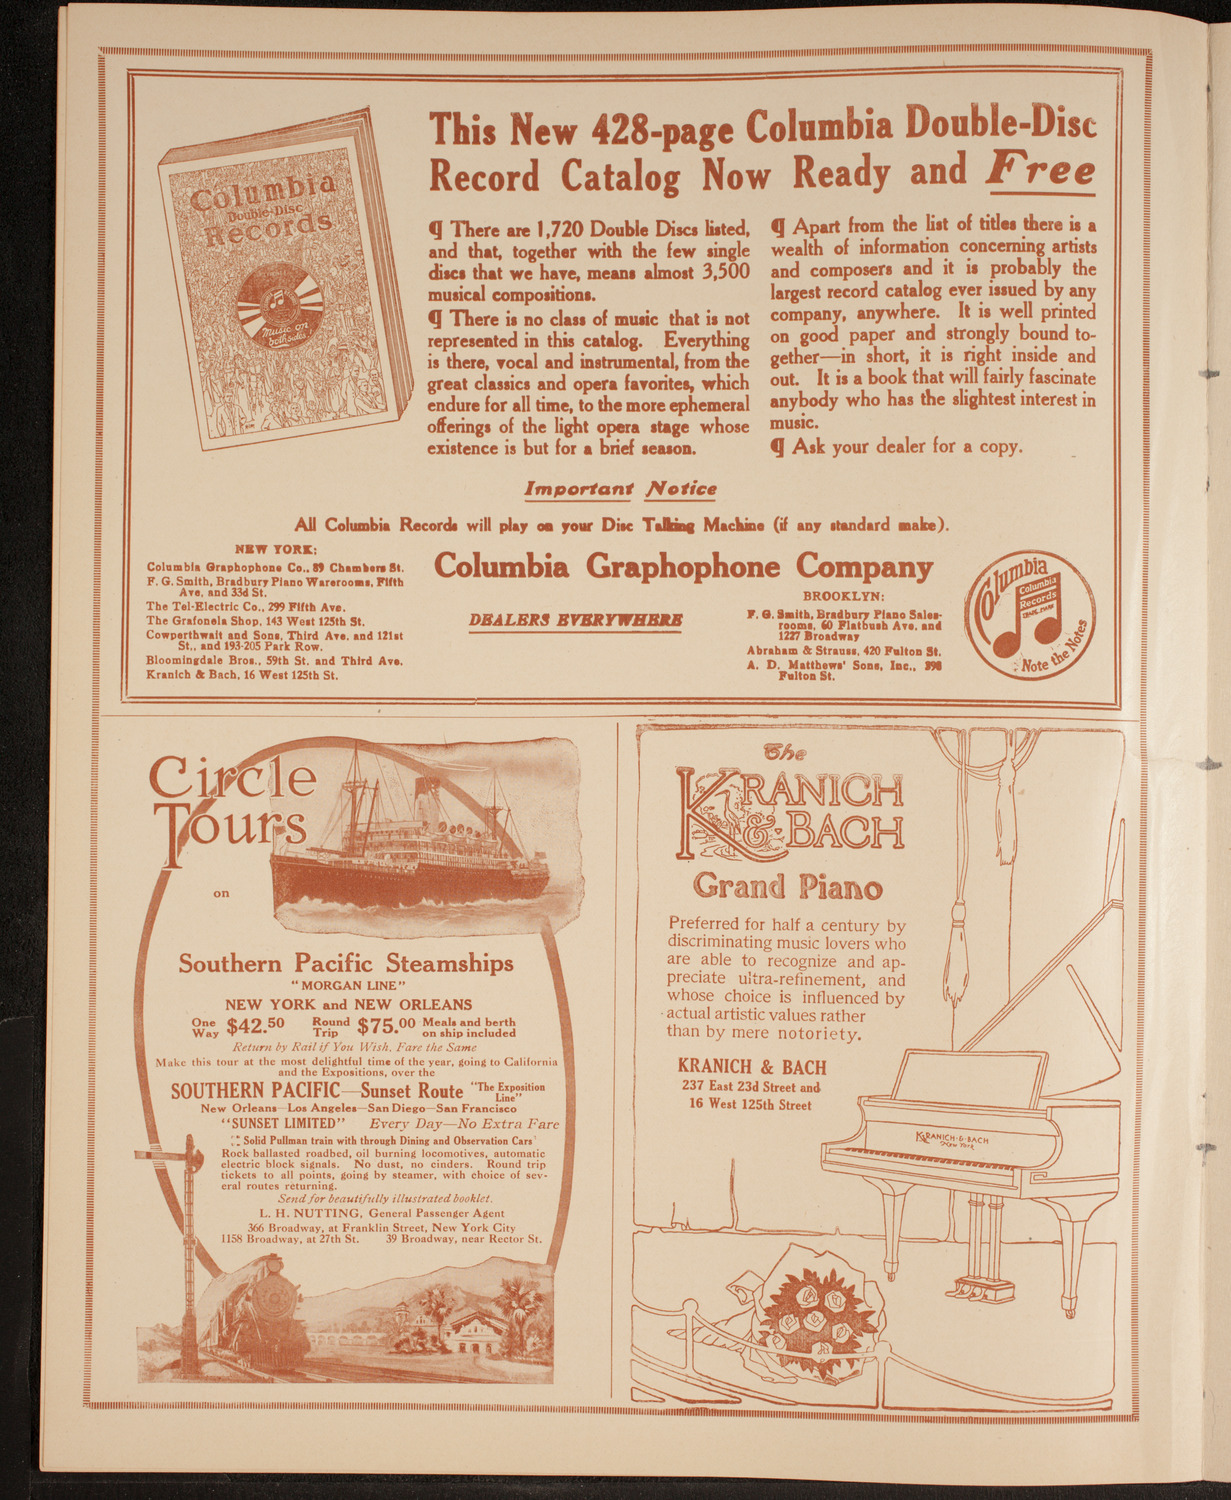 Columbia
Double-Disc
Records
Music on
both sides!
This New 428-page Columbia Double-Disc
Record Catalog Now Ready and Free
¶ There are 1,720 Double Discs listed,
and that, together with the few single
discs that we have, means almost 3,500
musical compositions.
¶ There is no class of music that is not
represented in this catalog. Everything
is there, vocal and instrumental, from the
great classics and opera favorites, which
endure for all time, to the more ephemeral
offerings of the light opera stage whose
existence is but for a brief season.
¶ Apart from the list of titles there is a
wealth of information concerning artists
and composers and it is probably the
largest record catalog ever issued by any
company, anywhere. It is well printed
on good paper and strongly bound to-
gether—in short, it is right inside and
out. It is a book that will fairly fascinate
anybody who has the slightest interest in
music.
¶ Ask your dealer for a copy.
Important Notice
All Columbia Records will play on your Disc Talking Machine (if any standard make).
NEW YORK:
Columbia Graphophone Co., 89 Chambers St.
F. G. Smith, Bradbury Piano Warerooms, Fifth
Ave. and 33d St.
The Tel-Electric Co., 299 Fifth Ave.
The Grafonola Shop, 143 West 125th St.
Cowperthwait and Sons, Third Ave. and 121st
St., and 193-205 Park Row.
Bloomingdale Bros., 59th St. and Third Ave.
Kranich & Bach, 16 West 125th St.
Columbia Graphophone Company
DEALERS EVERYWHERE
BROOKLYN:
F. G. Smith, Bradbury Piano Sales-
rooms, 60 Flatbush Ave. and
1227 Broadway
Abraham & Strauss, 420 Fulton St.
A. D. Matthews' Sons, Inc., 398
Fulton St.
Columbia
Columbia
Records
TRADE MARK
Note the Notes
Circle
Tours
on
Southern Pacific Steamships
"MORGAN LINE"
NEW YORK and NEW ORLEANS
One Way $42.50 Round Trip $75.00 Meals and berth on ship included
Return by Rail if You Wish, Fare the Same
Make this tour at the most delightful time of the year, going to California
and the Expositions, over the
SOUTHERN PACIFIC—Sunset Route "The Exposition Line"
New Orleans—Los Angeles—San Diego—San Francisco
"SUNSET LIMITED" Every Day—No Extra Fare
Solid Pullman train with through Dining and Observation Cars
Rock ballasted roadbed, oil burning locomotives, automatic
electric block signals. No dust, no cinders. Round trip
tickets to all points, going by steamer, with choice of sev-
eral routes returning.
Send for beautifully illustrated booklet.
L. H. NUTTING, General Passenger Agent
366 Broadway, at Franklin Street, New York City
1158 Broadway, at 27th St. 39 Broadway, near Rector St.
The
KRANICH
& BACH
Grand Piano
Preferred for half a century by
discriminating music lovers who
are able to recognize and ap-
preciate ultra-refinement, and
whose choice is influenced by
actual artistic values rather
than by mere notoriety.
KRANICH & BACH
237 East 23d Street and
16 West 125th Street
KRANICH & BACH
New York